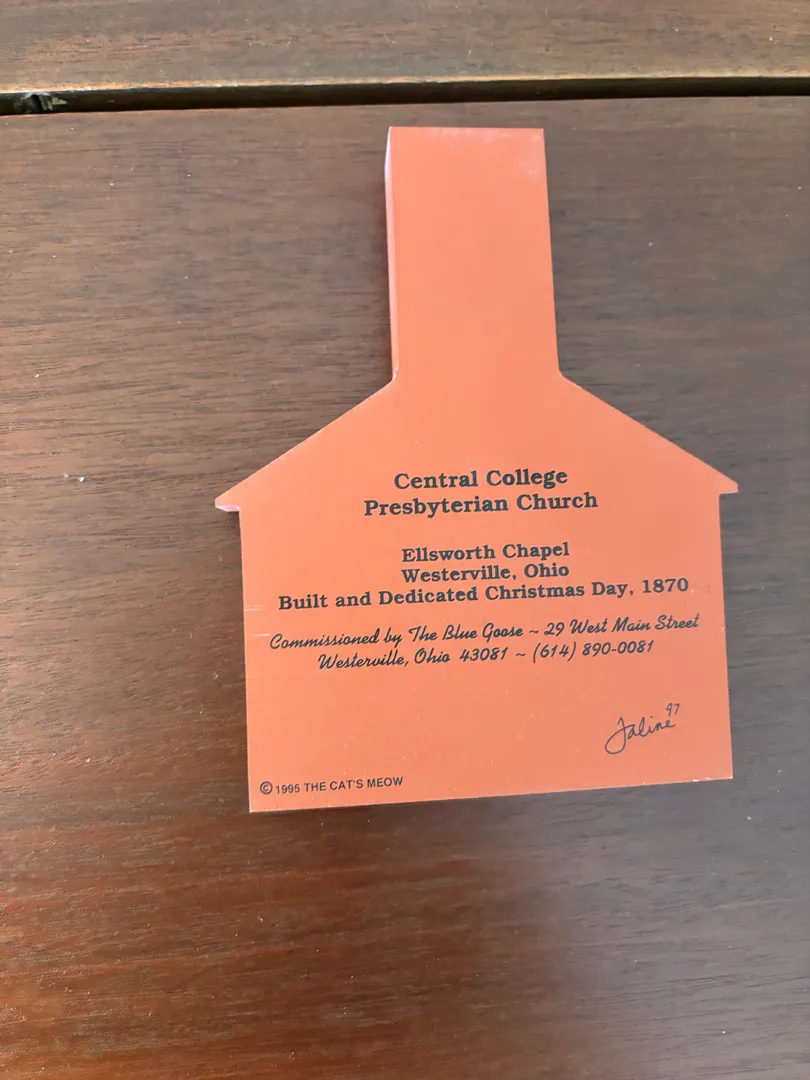 Central College
Presbyterian Church
Ellsworth Chapel
Westerville, Ohio
Built and Dedicated Christmas Day, 1870
Commissioned by The Blue Goose ~ 29 West Main Street
Westerville, Ohio 43081 ~ (614) 890-0081
Jaline 97
© 1995 THE CAT'S MEOW